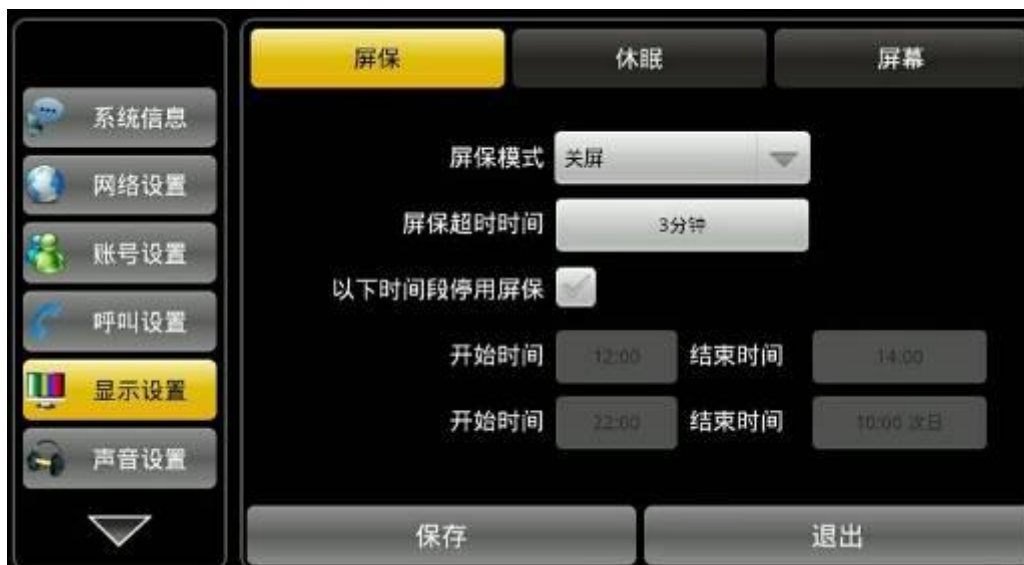 屏保
休眠
屏幕
系统信息
网络设置
账号设置
呼叫设置
显示设置
声音设置
屏保模式 关屏
屏保超时时间 3分钟
以下时间段停用屏保
开始时间 12:00 结束时间 14:00
开始时间 22:00 结束时间 10:00 次日
保存
退出